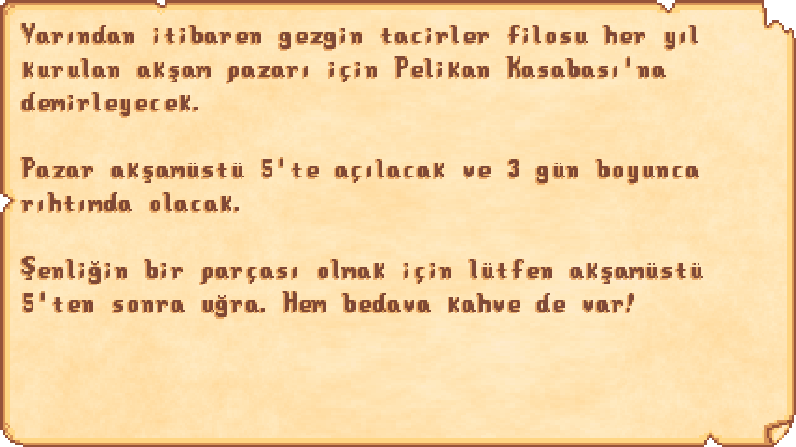 Yarından itibaren gezgin tacirler filosu her yıl
kurulan akşam pazarı için Pelikan Kasabası'na
demirleyecek.
Pazar akşamüstü 5'te açılacak ve 3 gün boyunca
rıhtımda olacak.
Şenliğin bir parçası olmak için lütfen akşamüstü
5'ten sonra uğra. Hem bedava kahve de var!